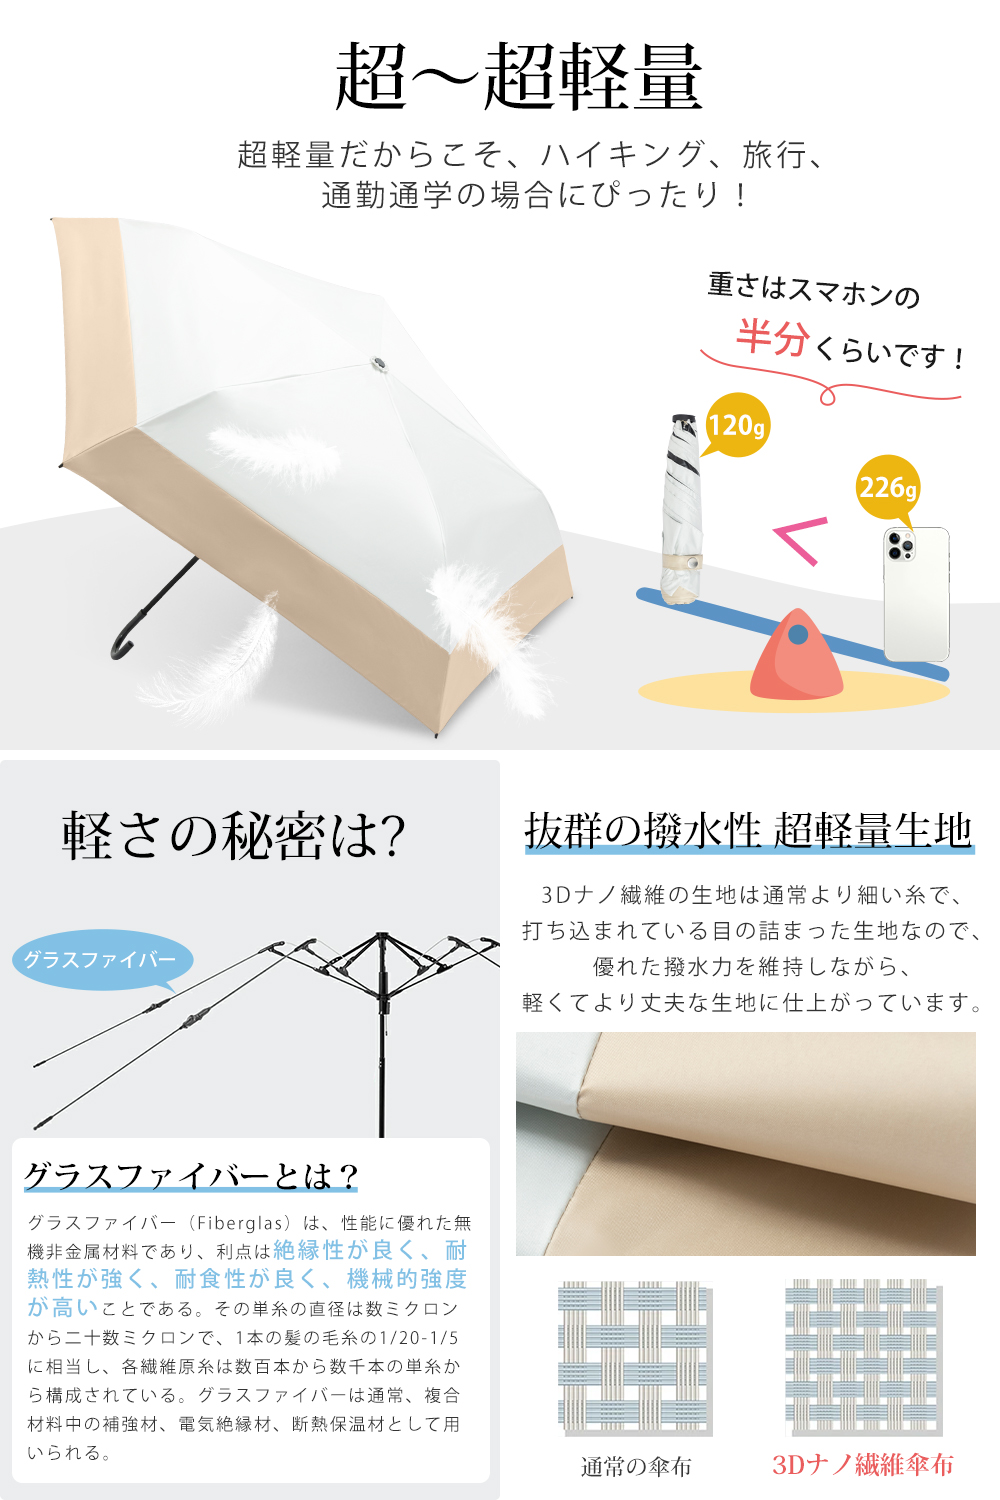 超～超軽量
超軽量だからこそ、ハイキング、旅行、
通勤通学の場合にぴったり！
重さはスマホンの
半分くらいです！
120g
226g
軽さの秘密は?
グラスファイバー
グラスファイバーとは？
グラスファイバー（Fiberglas）は、性能に優れた無
機非金属材料であり、利点は絶縁性が良く、耐
熱性が強く、耐食性が良く、機械的強度
が高いことである。その単糸の直径は数ミクロン
から二十数ミクロンで、1本の髪の毛糸の1/20-1/5
に相当し、各繊維原糸は数百本から数千本の単糸か
ら構成されている。グラスファイバーは通常、複合
材料中の補強材、電気絶縁材、断熱保温材として用
いられる。
抜群の撥水性 超軽量生地
3Dナノ繊維の生地は通常より細い糸で、
打ち込まれている目の詰まった生地なので、
優れた撥水力を維持しながら、
軽くてより丈夫な生地に仕上がっています。
通常の傘布
3Dナノ繊維傘布